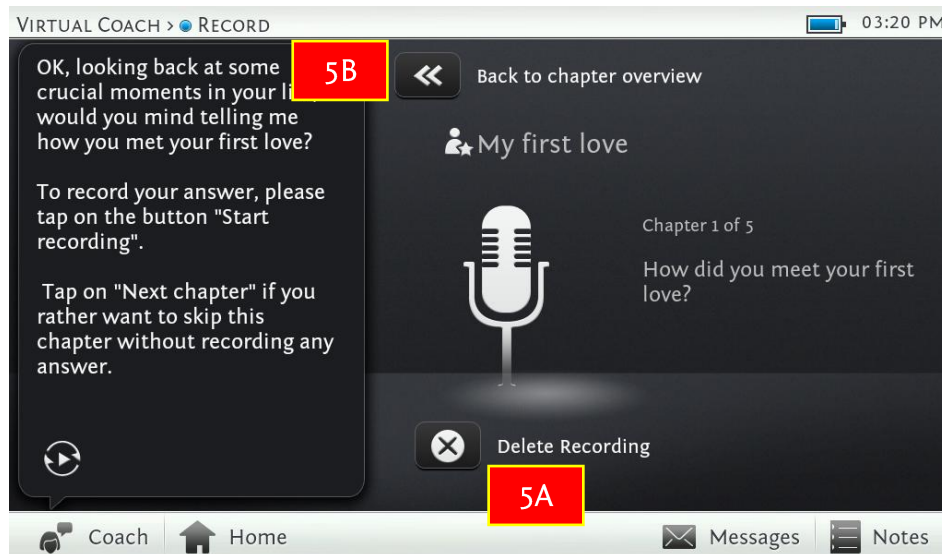 VIRTUAL COACH > RECORD
03:20 PM
OK, looking back at some
crucial moments in your
would you mind telling me
how you met your first love?
To record your answer, please
tap on the button "Start
recording".
Tap on "Next chapter" if you
rather want to skip this
chapter without recording any
answer.
5B
Back to chapter overview
My first love
Chapter 1 of 5
How did you meet your first
love?
Delete Recording
5A
Coach
Home
Messages
Notes